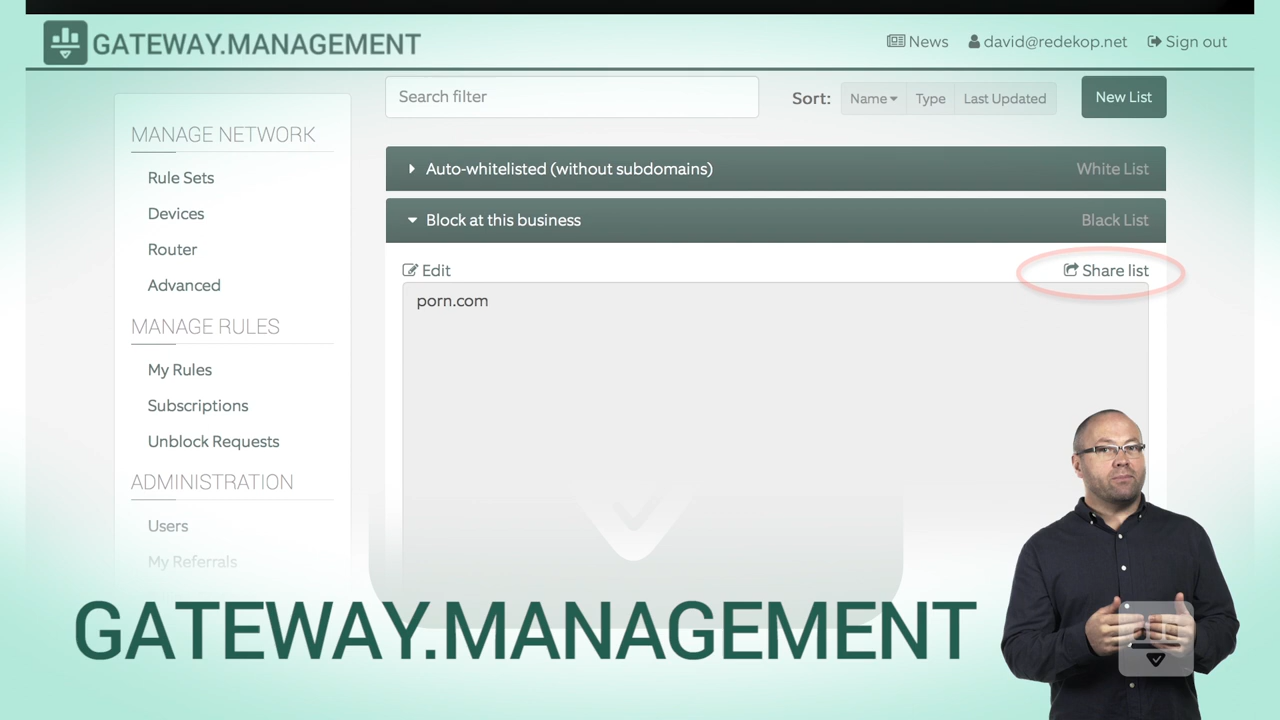 GATEWAY.MANAGEMENT
News
david@redekop.net
Sign out
Search filter
Sort:
Name
Type
Last Updated
New List
MANAGE NETWORK
Rule Sets
Devices
Router
Advanced
MANAGE RULES
My Rules
Subscriptions
Unblock Requests
ADMINISTRATION
Users
My Referrals
Auto-whitelisted (without subdomains)
White List
Block at this business
Black List
Edit
Share list
porn.com
GATEWAY.MANAGEMENT